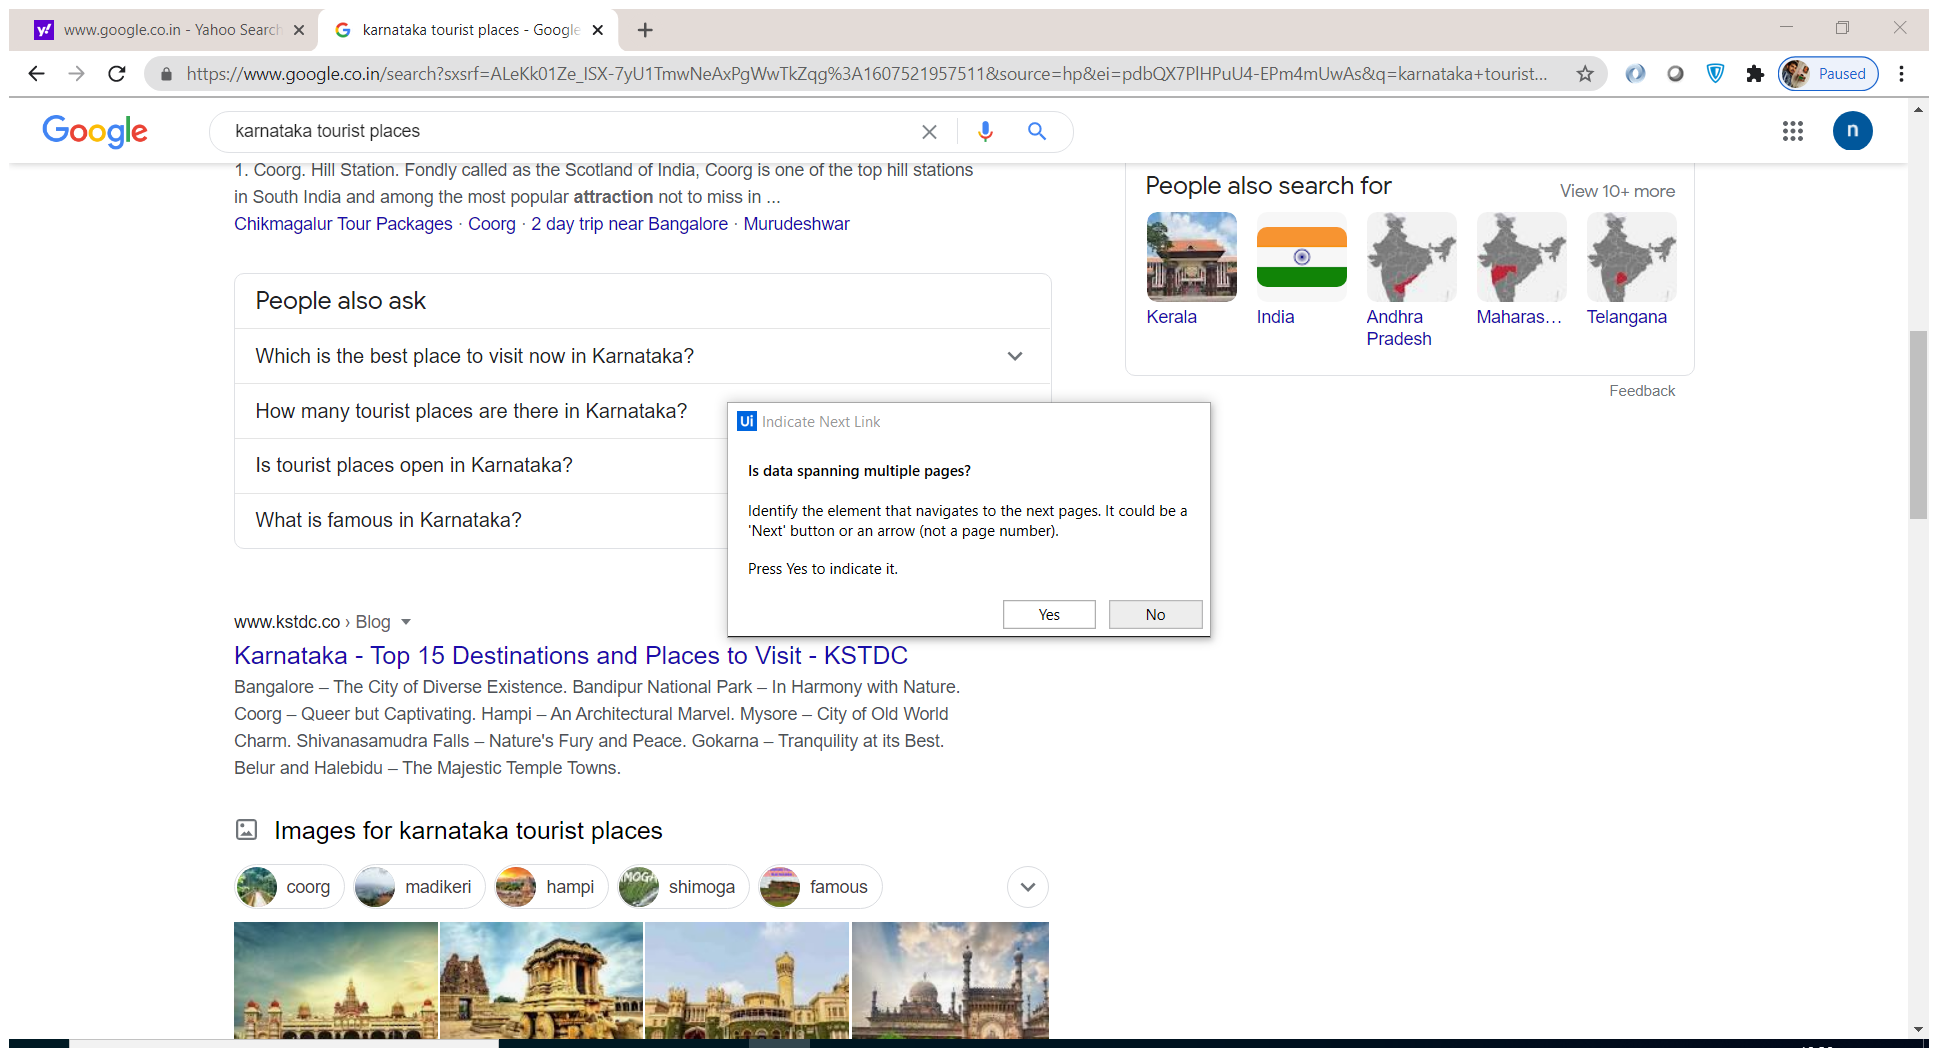 www.google.co.in - Yahoo Search
karnataka tourist places - Google
https://www.google.co.in/search?sxsrf=ALeKk01Ze_ISX-7yU1TmwNeAxPgWwTkZqg%3A1607521957511&source=hp&ei=pdbQX7PlHPuU4-EPm4mUwAs&q=karnataka+tourist...
Paused
Google
karnataka tourist places
n
1. Coorg. Hill Station. Fondly called as the Scotland of India, Coorg is one of the top hill stations
in South India and among the most popular attraction not to miss in ...
Chikmagalur Tour Packages · Coorg · 2 day trip near Bangalore · Murudeshwar
People also search for
View 10+ more
Kerala
India
Andhra
Pradesh
Maharas...
Telangana
Feedback
People also ask
Which is the best place to visit now in Karnataka?
How many tourist places are there in Karnataka?
Is tourist places open in Karnataka?
What is famous in Karnataka?
Ui Indicate Next Link
Is data spanning multiple pages?
Identify the element that navigates to the next pages. It could be a
'Next' button or an arrow (not a page number).
Press Yes to indicate it.
Yes
No
www.kstdc.co › Blog
Karnataka - Top 15 Destinations and Places to Visit - KSTDC
Bangalore – The City of Diverse Existence. Bandipur National Park – In Harmony with Nature.
Coorg – Queer but Captivating. Hampi – An Architectural Marvel. Mysore – City of Old World
Charm. Shivanasamudra Falls – Nature's Fury and Peace. Gokarna – Tranquility at its Best.
Belur and Halebidu – The Majestic Temple Towns.
Images for karnataka tourist places
coorg
madikeri
hampi
shimoga
famous